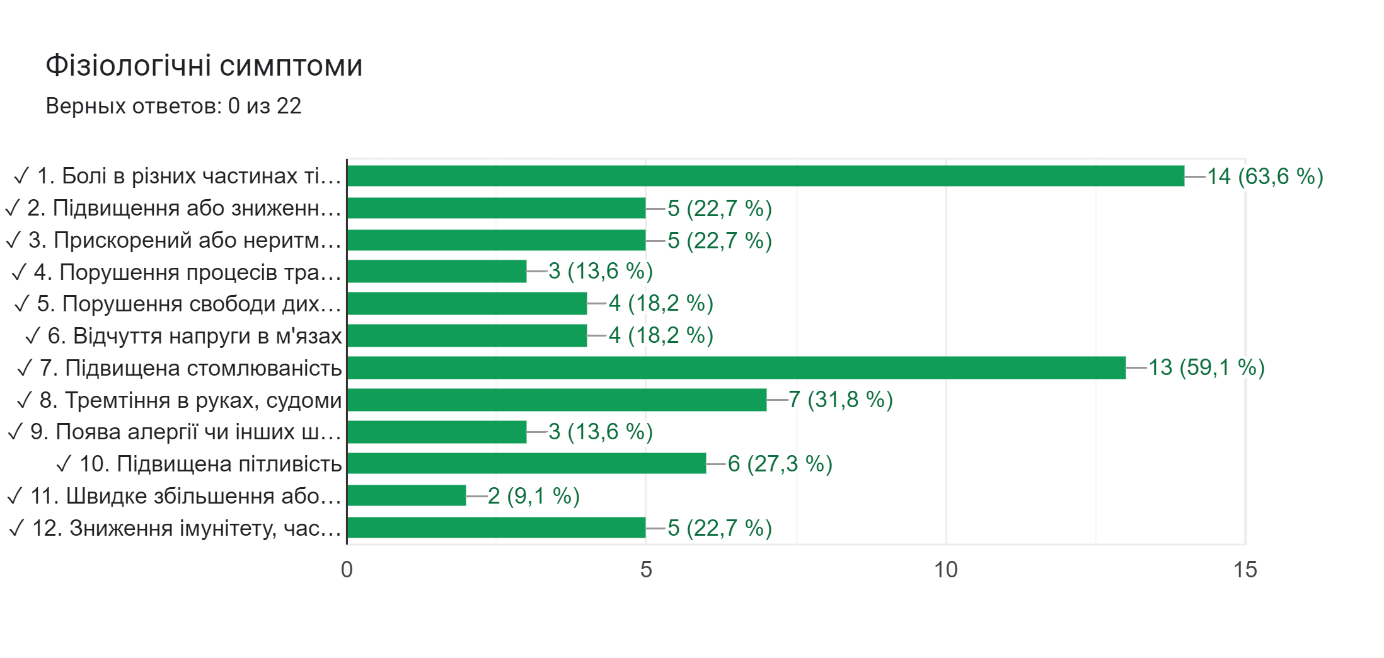 Фізіологічні симптоми
Верных ответов: 0 из 22
✓ 1. Болі в різних частинах ті… 14 (63,6 %)
✓ 2. Підвищення або зниженн… 5 (22,7 %)
✓ 3. Прискорений або неритм… 5 (22,7 %)
✓ 4. Порушення процесів тра… 3 (13,6 %)
✓ 5. Порушення свободи дих… 4 (18,2 %)
✓ 6. Відчуття напруги в м'язах 4 (18,2 %)
✓ 7. Підвищена стомлюваність 13 (59,1 %)
✓ 8. Тремтіння в руках, судоми 7 (31,8 %)
✓ 9. Поява алергії чи інших ш… 3 (13,6 %)
✓ 10. Підвищена пітливість 6 (27,3 %)
✓ 11. Швидке збільшення або… 2 (9,1 %)
✓ 12. Зниження імунітету, час… 5 (22,7 %)
0 5 10 15